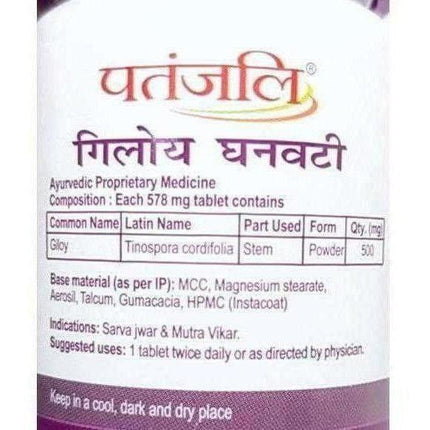 पतंजलि®
गिलोय घनवटी
Ayurvedic Proprietary Medicine
Composition : Each 578 mg tablet contains
Common Name Latin Name Part Used Form Qty. (mg)
Giloy Tinospora cordifolia Stem Powder 500
Base material (as per IP): MCC, Magnesium stearate,
Aerosil, Talcum, Gumacacia, HPMC (Instacoat)
Indications: Sarva jwar & Mutra Vikar.
Suggested uses: 1 tablet twice daily or as directed by physician.
Keep in a cool, dark and dry place